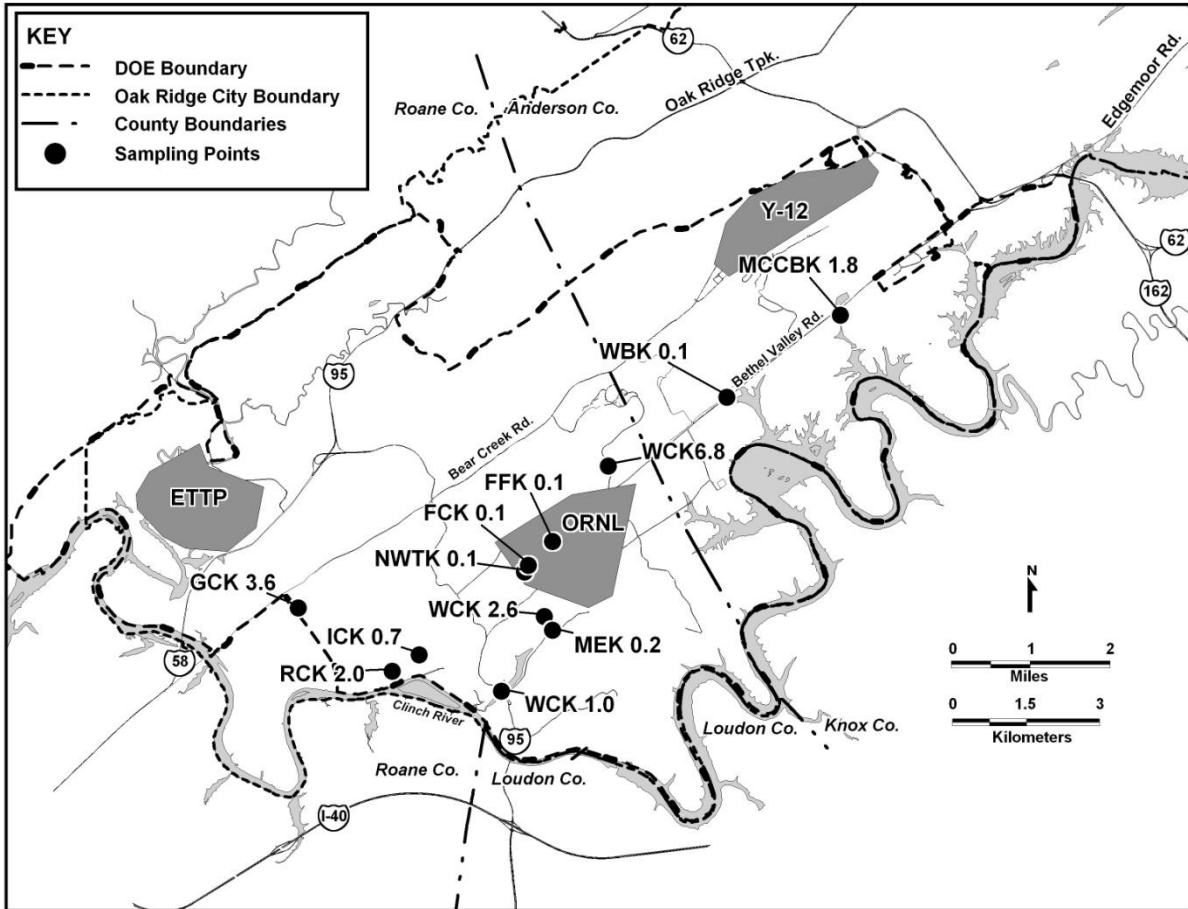 KEY
DOE Boundary
Oak Ridge City Boundary
County Boundaries
Sampling Points
62
Roane Co.
Anderson Co.
Oak Ridge Tpk.
Edgemoor Rd.
Y-12
62
MCCBK 1.8
162
Bethel Valley Rd.
WBK 0.1
95
Bear Creek Rd.
WCK6.8
ETTP
FFK 0.1
ORNL
FCK 0.1
NWTK 0.1
GCK 3.6
WCK 2.6
MEK 0.2
N
ICK 0.7
58
RCK 2.0
0 1 2
Miles
WCK 1.0
Clinch River
0 1.5 3
Kilometers
95
Loudon Co.
Knox Co.
Roane Co.
Loudon Co.
I-40